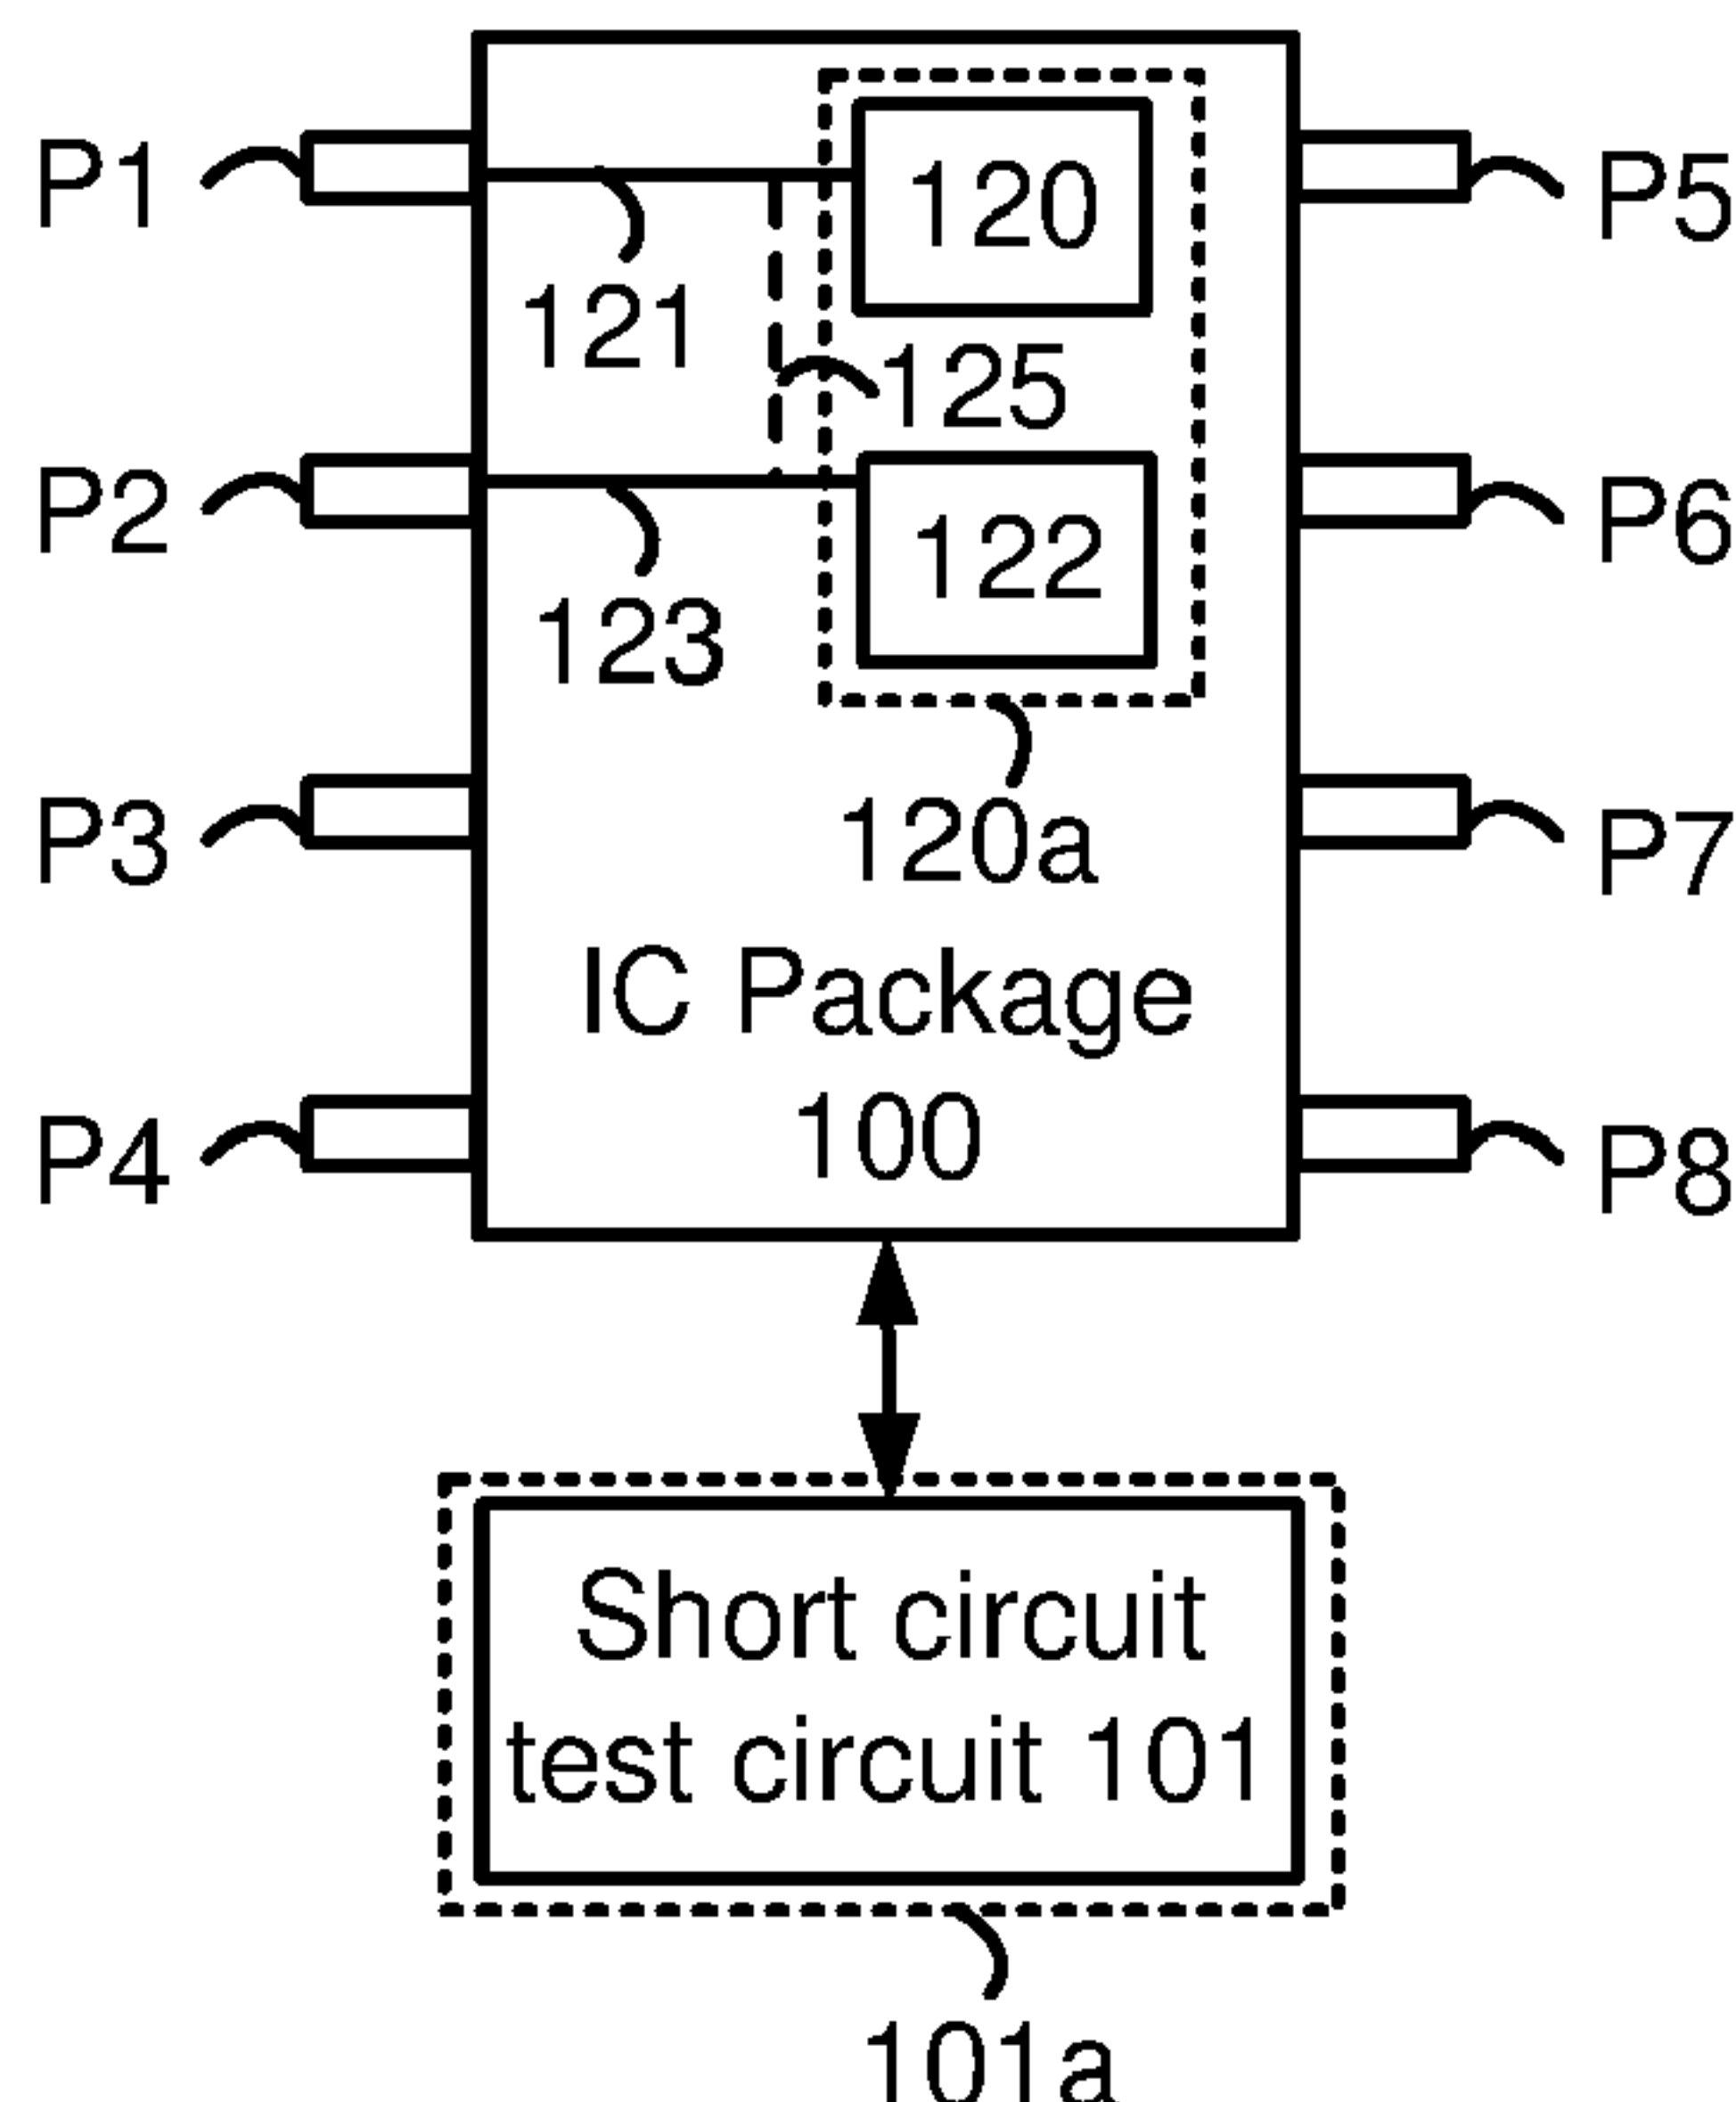 P1
120
P5
121
125
P2
122
P6
123
P3
120a
P7
IC Package
100
P4
P8
Short circuit
test circuit 101
101a